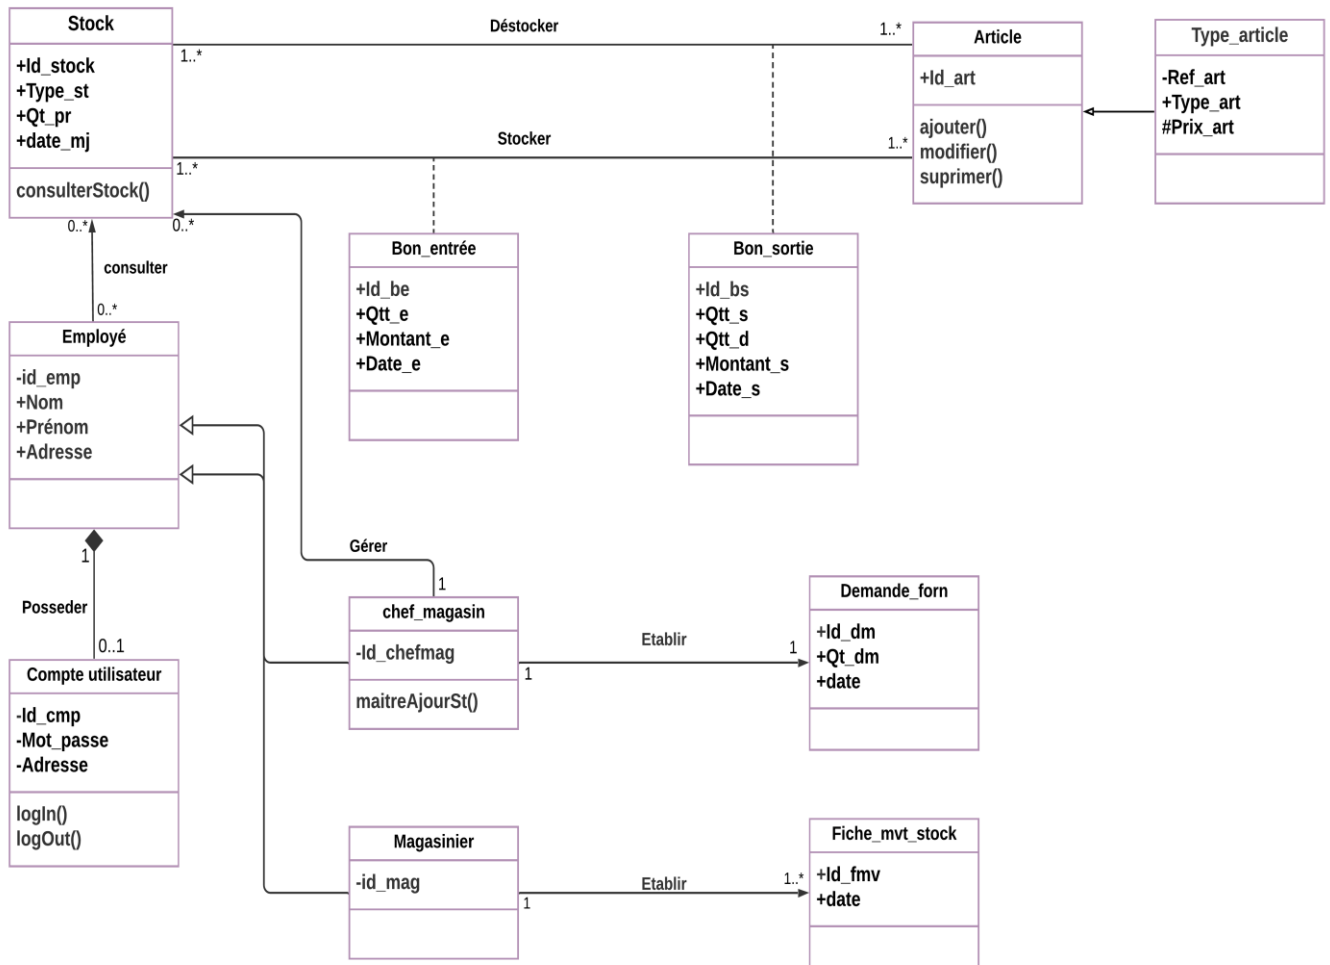 Stock
+Id_stock
+Type_st
+Qt_pr
+date_mj
consulterStock()
Déstocker
1..*
1..*
Stocker
1..*
1..*
Article
+Id_art
ajouter()
modifier()
suprimer()
Type_article
-Ref_art
+Type_art
#Prix_art
0..*
0..*
consulter
0..*
Bon_entrée
+Id_be
+Qtt_e
+Montant_e
+Date_e
Bon_sortie
+Id_bs
+Qtt_s
+Qtt_d
+Montant_s
+Date_s
Employé
-id_emp
+Nom
+Prénom
+Adresse
1
Posseder
0..1
Gérer
1
chef_magasin
-Id_chefmag
maitreAjourSt()
Etablir
1
1
Demande_forn
+Id_dm
+Qt_dm
+date
Compte utilisateur
-Id_cmp
-Mot_passe
-Adresse
logIn()
logOut()
Magasinier
-id_mag
Etablir
1
1..*
Fiche_mvt_stock
+Id_fmv
+date